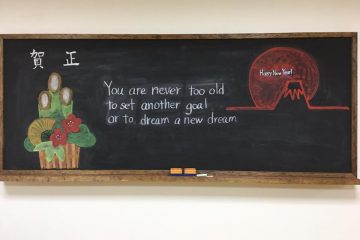 賀正
You are never too old
to set another goal
or to dream a new dream
Happy New Year!